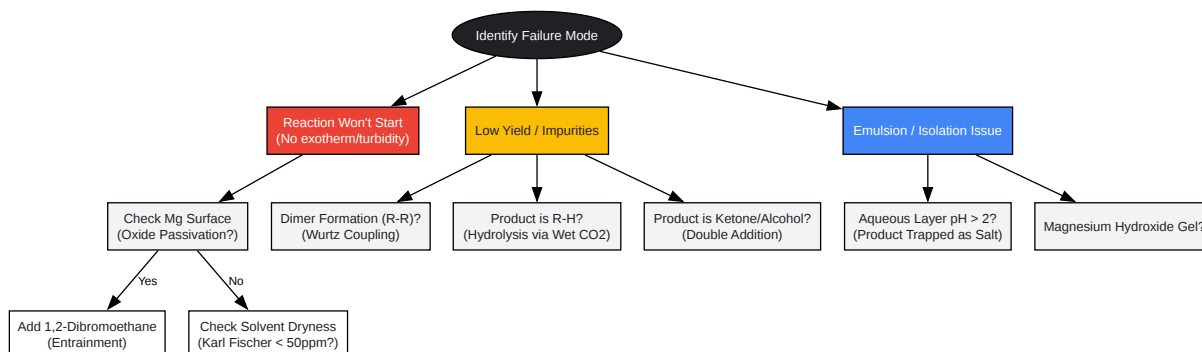 Identify Failure Mode
Reaction Won't Start
(No exotherm/turbidity)
Low Yield / Impurities
Emulsion / Isolation Issue
Check Mg Surface
(Oxide Passivation?)
Dimer Formation (R-R)?
(Wurtz Coupling)
Product is R-H?
(Hydrolysis via Wet CO2)
Product is Ketone/Alcohol?
(Double Addition)
Aqueous Layer pH > 2?
(Product Trapped as Salt)
Magnesium Hydroxide Gel?
Yes
No
Add 1,2-Dibromoethane
(Entrainment)
Check Solvent Dryness
(Karl Fischer < 50ppm?)